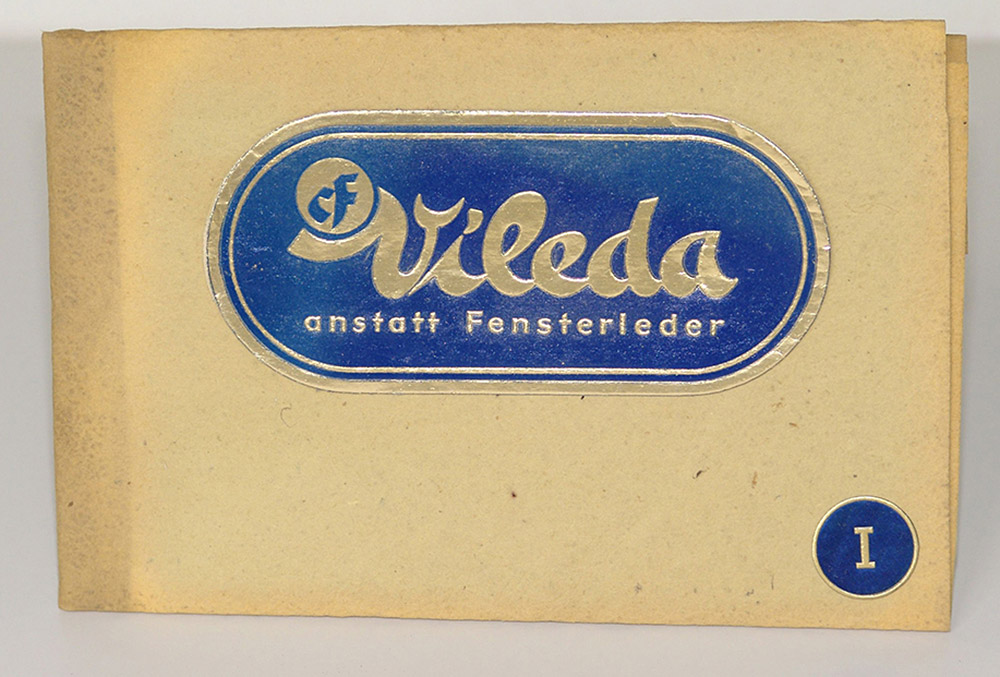 cF
Vileda
anstatt Fensterleder
I